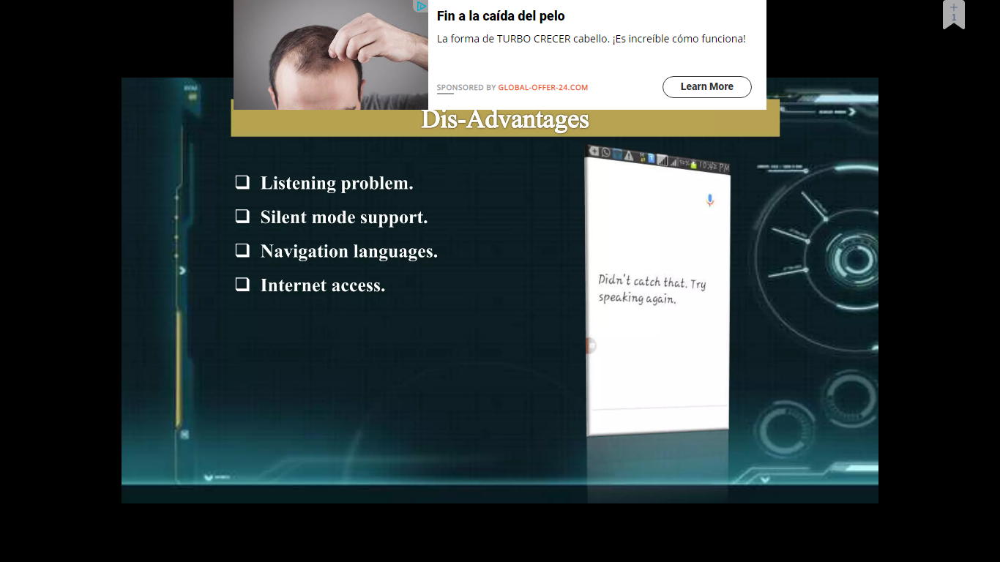 Fin a la caída del pelo
La forma de TURBO CRECER cabello. ¡Es increíble cómo funciona!
SPONSORED BY GLOBAL-OFFER-24.COM
Learn More
+
1
Dis-Advantages
❑ Listening problem.
❑ Silent mode support.
❑ Navigation languages.
❑ Internet access.
10:42 PM
Didn't catch that. Try
speaking again.